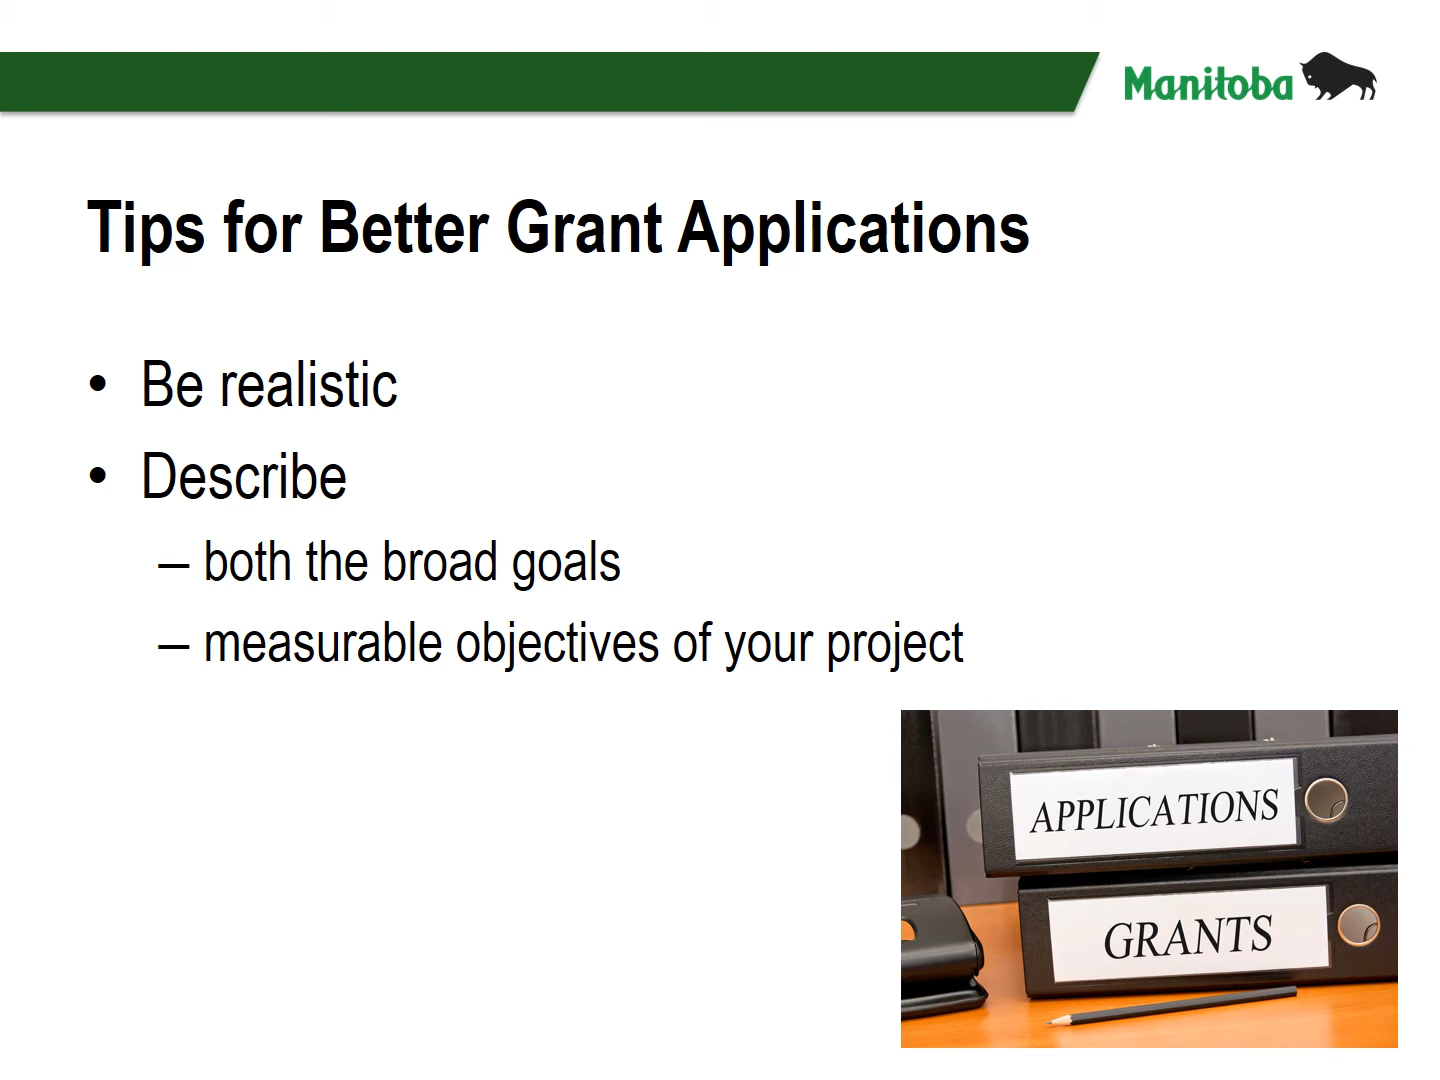 Manitoba
Tips for Better Grant Applications
• Be realistic
• Describe
– both the broad goals
– measurable objectives of your project
APPLICATIONS
GRANTS